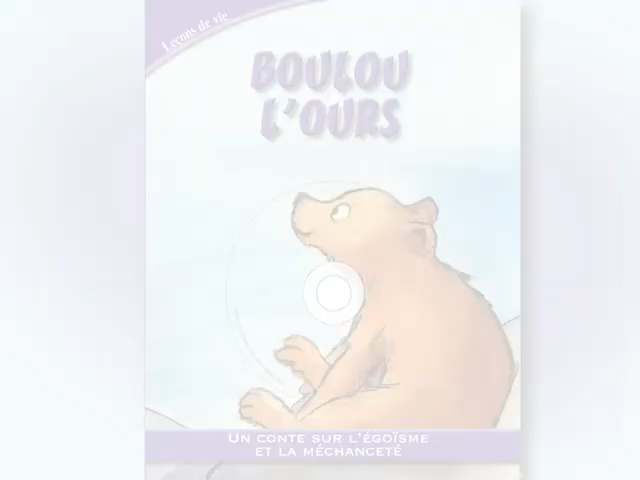 Leçons de vie
BOULOU
L'OURS
UN CONTE SUR L'ÉGOÏSME
ET LA MÉCHANCETÉ